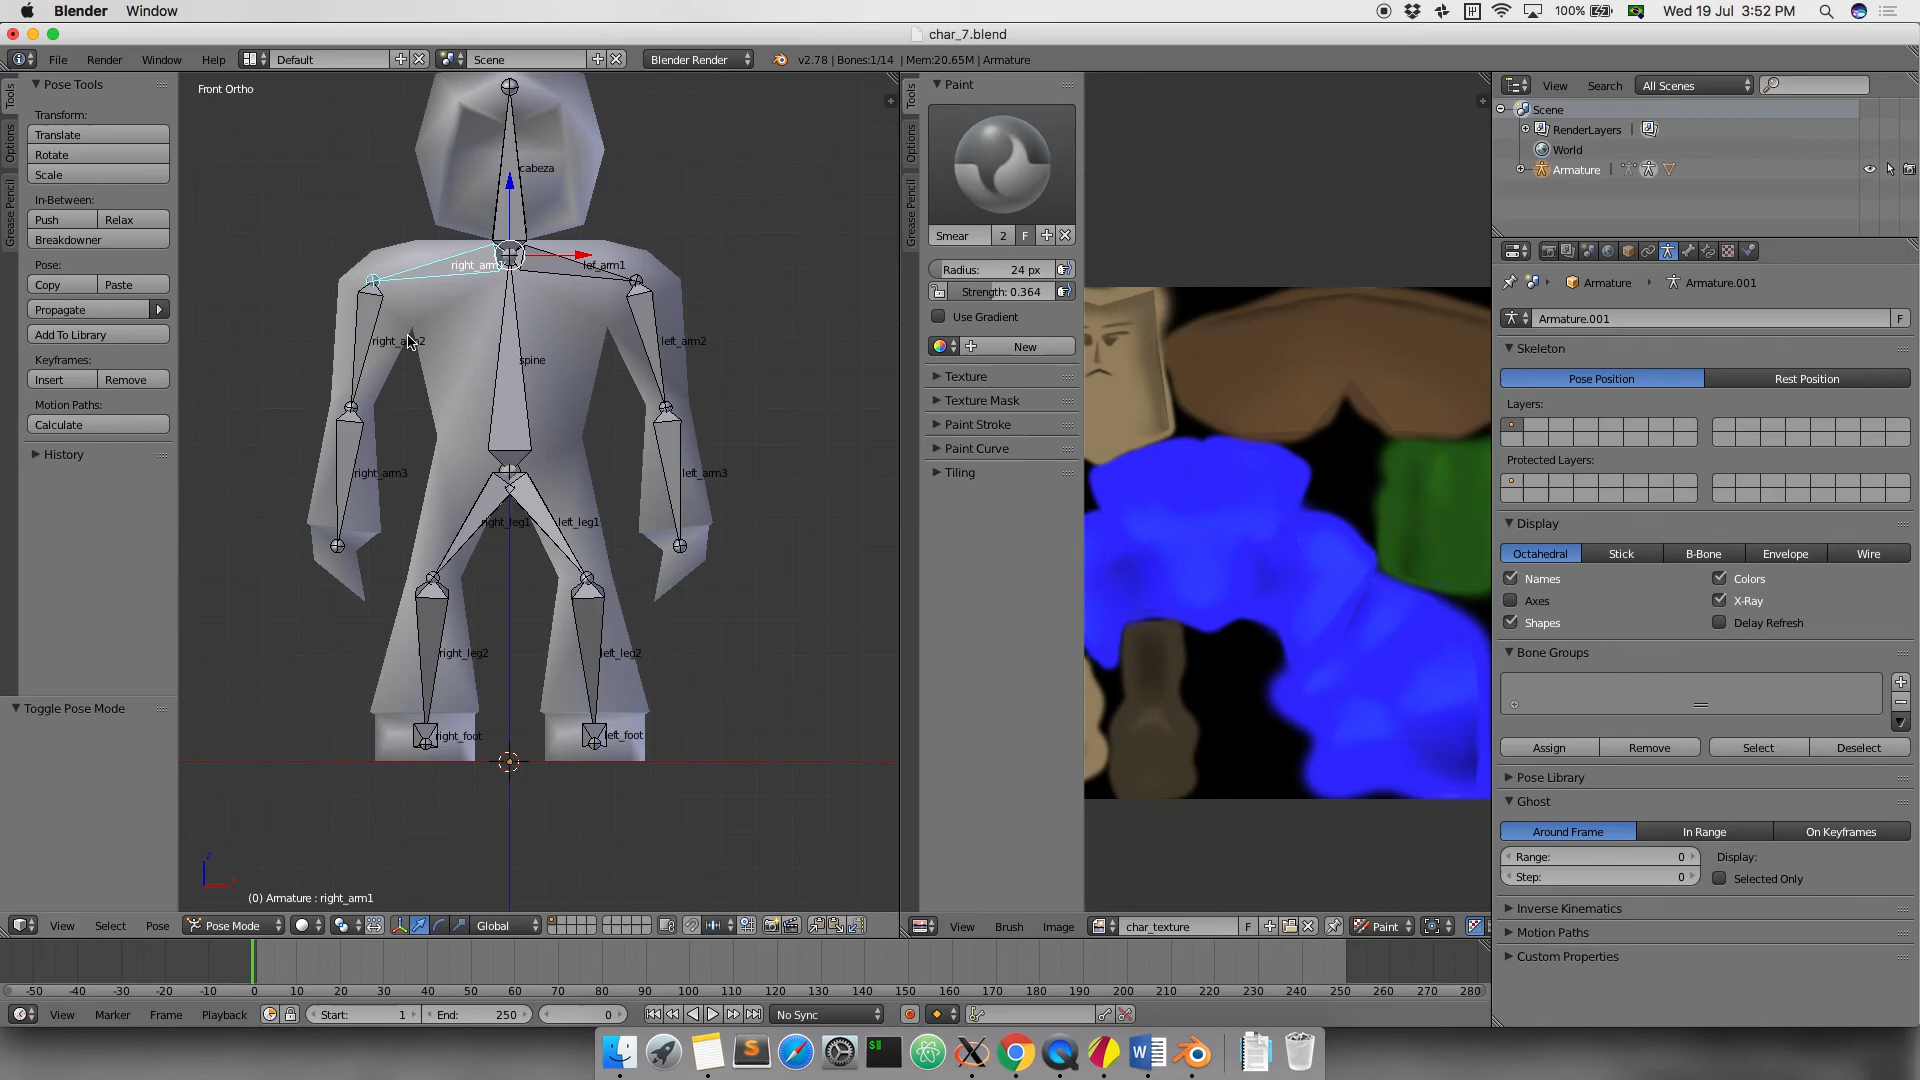 Blender Window
100% Wed 19 Jul 3:52 PM
char_7.blend
File Render Window Help Default Scene Blender Render v2.78 | Bones:1/14 | Mem:20.65M | Armature
Tools
Options
Grease Pencil
Pose Tools
Transform:
Translate
Rotate
Scale
In-Between:
Push Relax
Breakdowner
Pose:
Copy Paste
Propagate
Add To Library
Keyframes:
Insert Remove
Motion Paths:
Calculate
History
Toggle Pose Mode
Front Ortho
cabeza
right_arm1 lef_arm1
right_arm2 left_arm2
spine
right_arm3 left_arm3
right_leg1 left_leg1
right_leg2 left_leg2
right_foot left_foot
z
x
(0) Armature : right_arm1
View Select Pose Pose Mode Global
Tools
Options
Grease Pencil
Paint
Smear 2 F
Radius: 24 px
Strength: 0.364
Use Gradient
New
Texture
Texture Mask
Paint Stroke
Paint Curve
Tiling
View Brush Image char_texture F Paint
View Search All Scenes
Scene
RenderLayers |
World
Armature |
Armature Armature.001
Armature.001 F
Skeleton
Pose Position Rest Position
Layers:
Protected Layers:
Display
Octahedral Stick B-Bone Envelope Wire
Names Colors
Axes X-Ray
Shapes Delay Refresh
Bone Groups
Assign Remove Select Deselect
Pose Library
Ghost
Around Frame In Range On Keyframes
Range: 0 Display:
Step: 0 Selected Only
Inverse Kinematics
Motion Paths
Custom Properties
-50 -40 -30 -20 -10 0 10 20 30 40 50 60 70 80 90 100 110 120 130 140 150 160 170 180 190 200 210 220 230 240 250 260 270 280
View Marker Frame Playback Start: 1 End: 250 0 No Sync